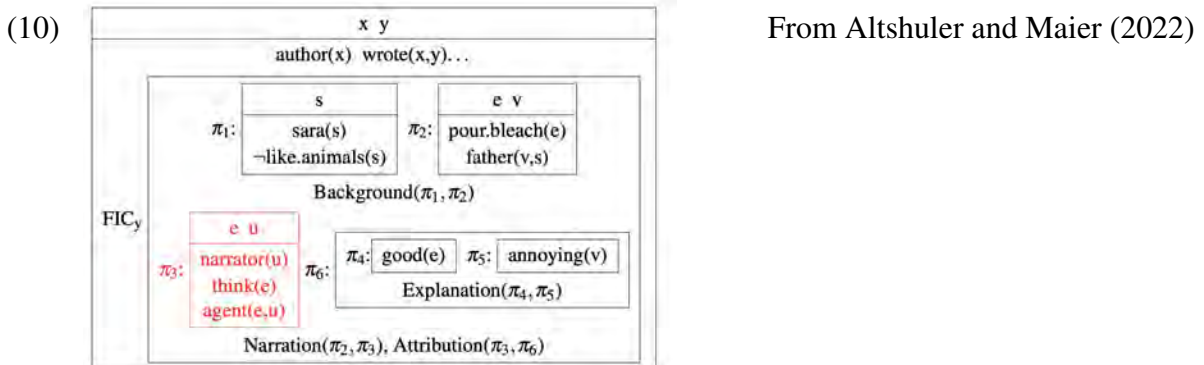 (10)
From Altshuler and Maier (2022)
x y
author(x) wrote(x,y)...
FIC_y
π₁:
s
sara(s)
¬like.animals(s)
π₂:
e v
pour.bleach(e)
father(v,s)
Background(π₁,π₂)
π₃:
e u
narrator(u)
think(e)
agent(e,u)
π₆:
π₄: good(e) π₅: annoying(v)
Explanation(π₄,π₅)
Narration(π₂,π₃), Attribution(π₃,π₆)